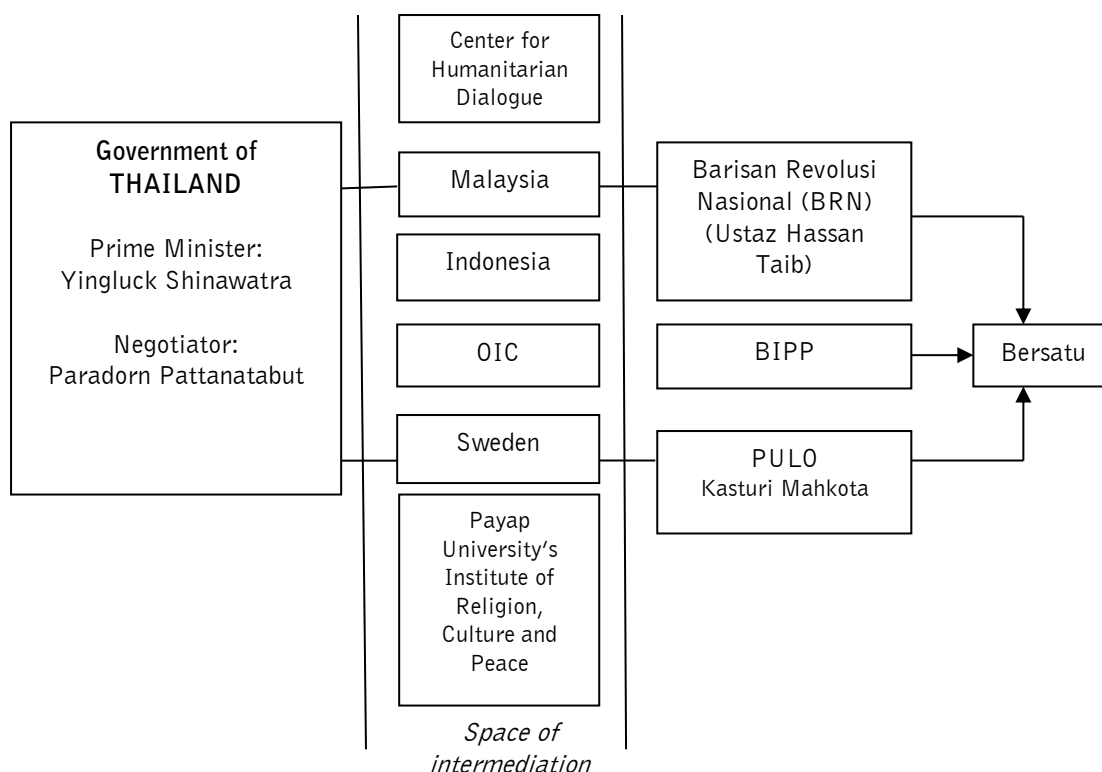 Government of
THAILAND
Prime Minister:
Yingluck Shinawatra
Negotiator:
Paradorn Pattanatabut
Center for
Humanitarian
Dialogue
Malaysia
Indonesia
OIC
Sweden
Payap
University's
Institute of
Religion,
Culture and
Peace
Space of
intermediation
Barisan Revolusi
Nasional (BRN)
(Ustaz Hassan
Taib)
BIPP
PULO
Kasturi Mahkota
Bersatu